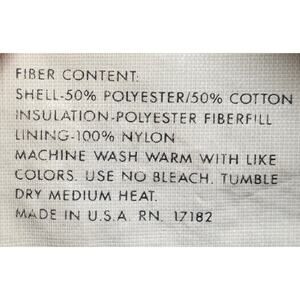 FIBER CONTENT:
SHELL-50% POLYESTER/50% COTTON
INSULATION-POLYESTER FIBERFILL
LINING-100% NYLON
MACHINE WASH WARM WITH LIKE
COLORS. USE NO BLEACH. TUMBLE
DRY MEDIUM HEAT.
MADE IN U.S.A. RN. 17182